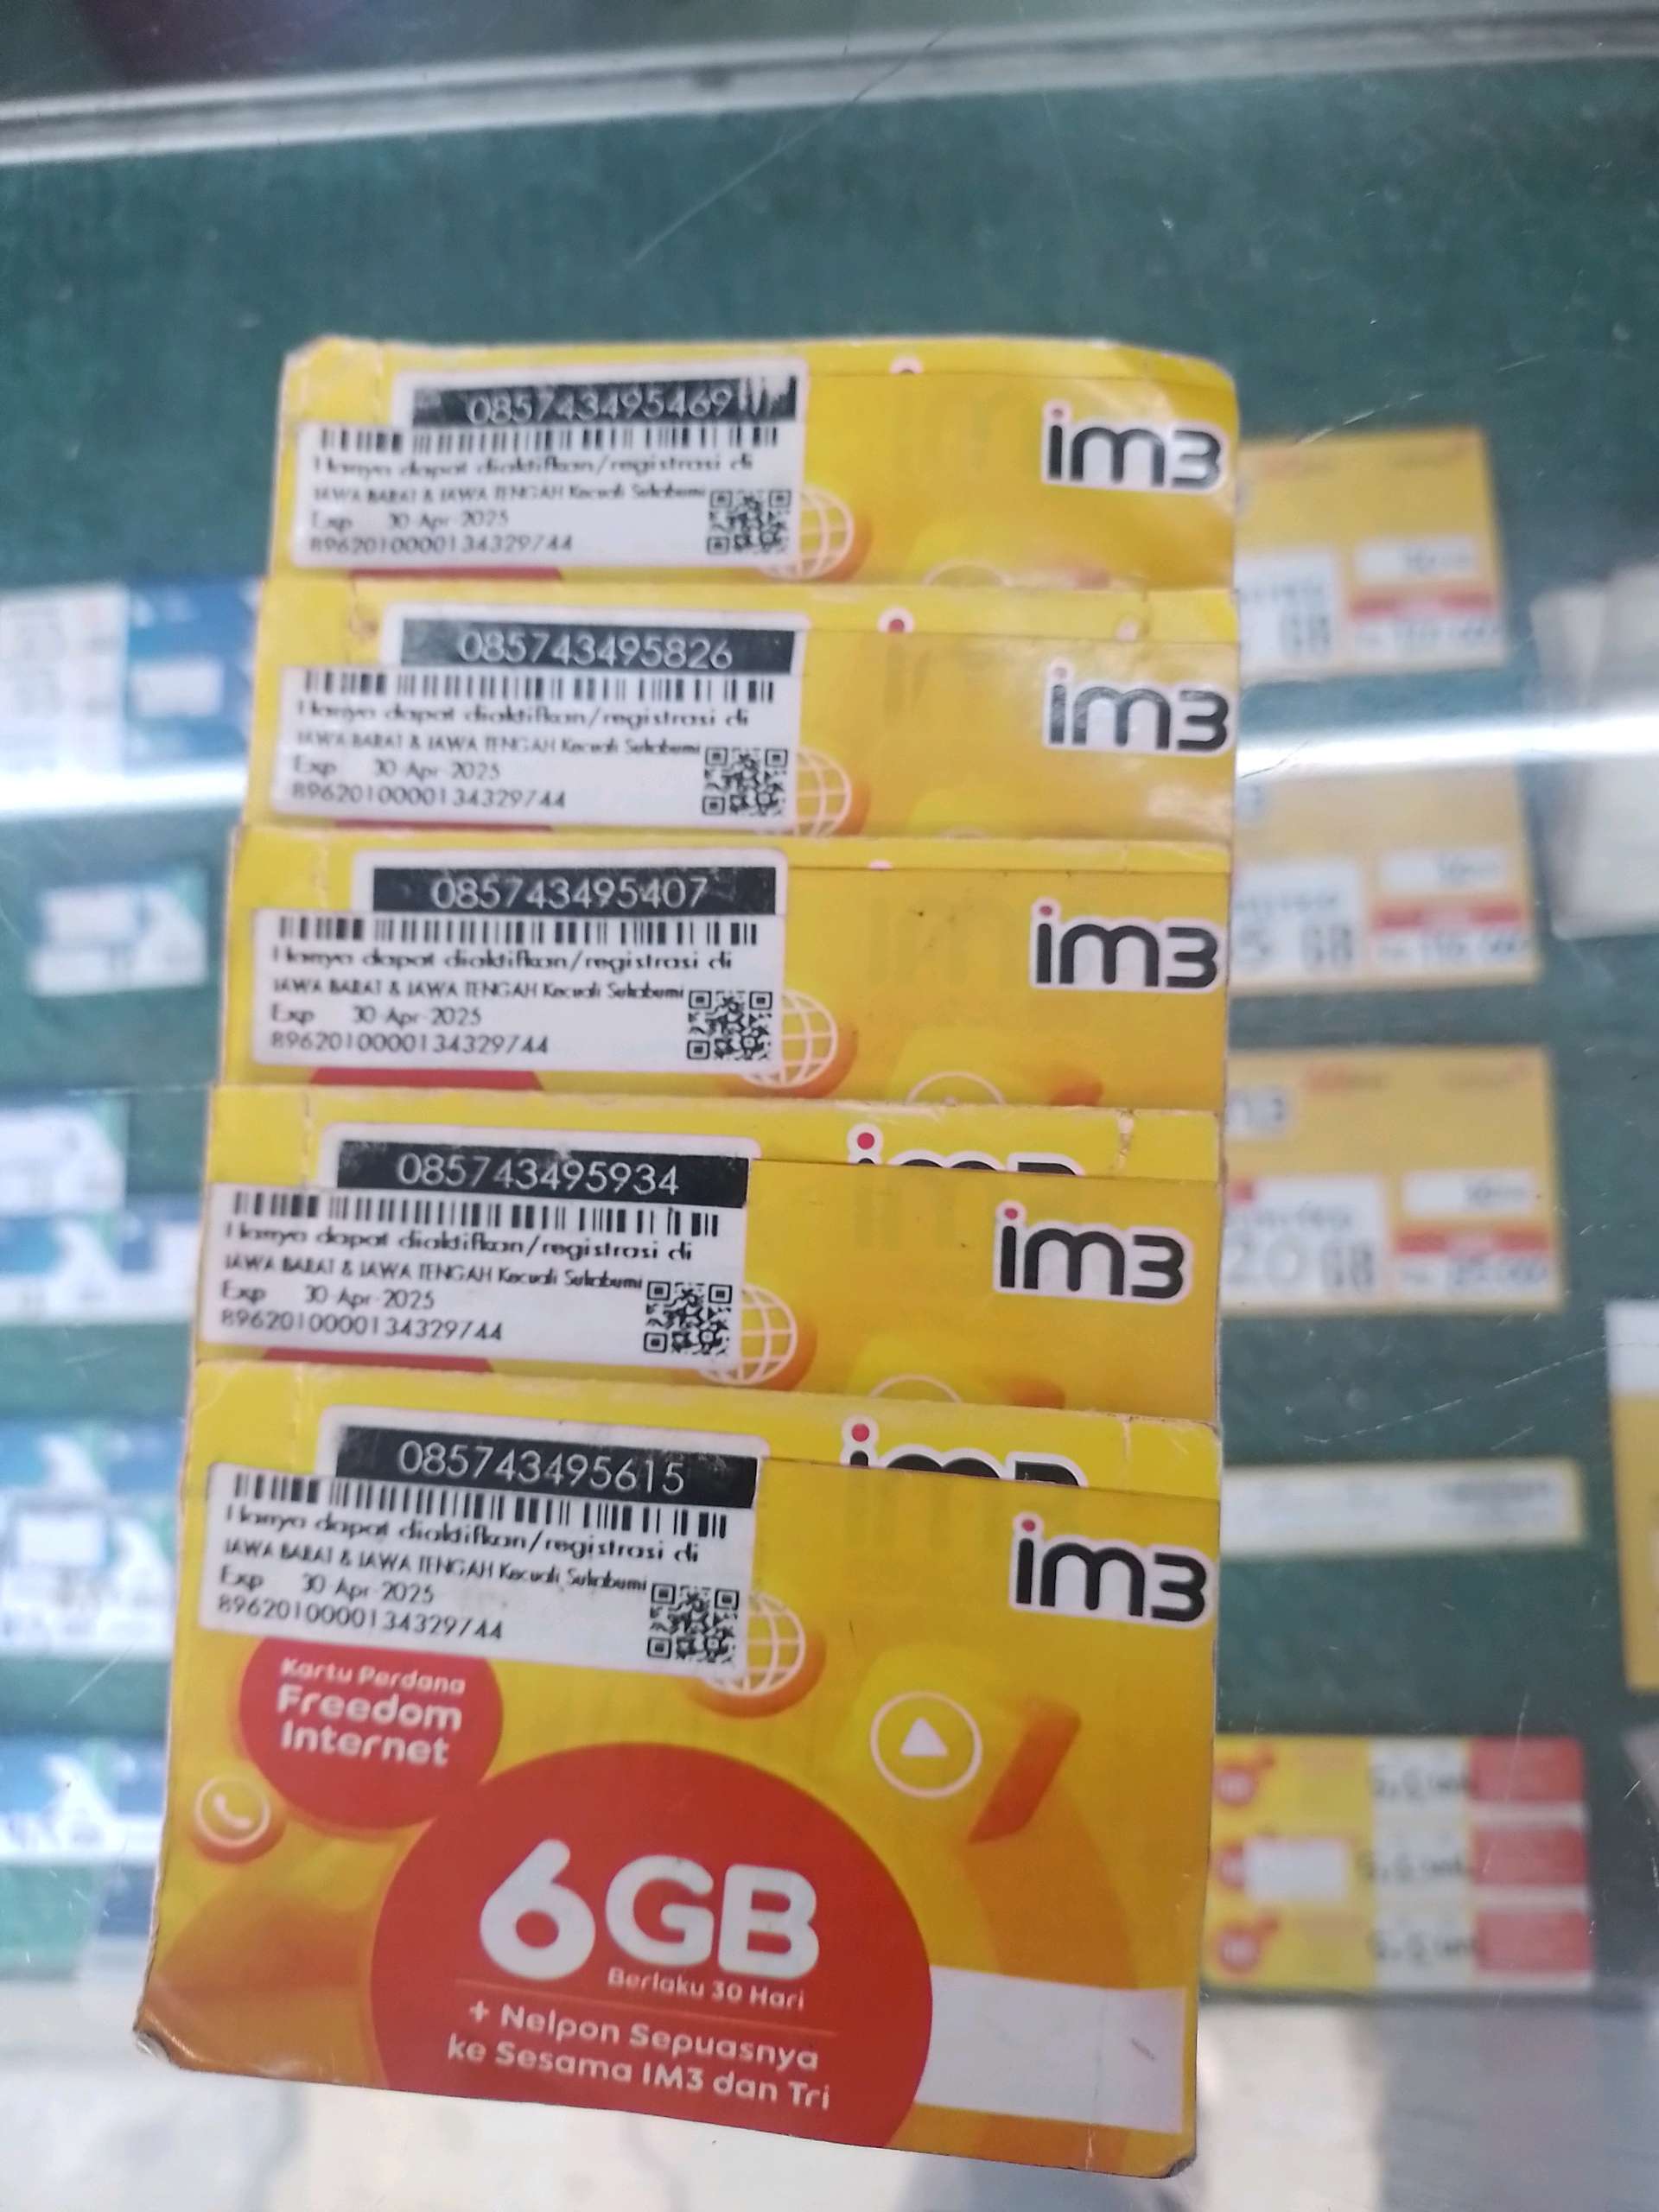 085743495469
im3
Hanya dapat diaktifkan/registrasi di
JAWA BARAT & JAWA TENGAH Kecuali Sukabumi
Exp 30-Apr-2025
8962010000134329744
085743495826
im3
Hanya dapat diaktifkan/registrasi di
JAWA BARAT & JAWA TENGAH Kecuali Sukabumi
Exp 30-Apr-2025
8962010000134329744
085743495407
im3
Hanya dapat diaktifkan/registrasi di
JAWA BARAT & JAWA TENGAH Kecuali Sukabumi
Exp 30-Apr-2025
8962010000134329744
085743495934
im3
Hanya dapat diaktifkan/registrasi di
JAWA BARAT & JAWA TENGAH Kecuali Sukabumi
Exp 30-Apr-2025
8962010000134329744
085743495615
im3
Hanya dapat diaktifkan/registrasi di
JAWA BARAT & JAWA TENGAH Kecuali Sukabumi
Exp 30-Apr-2025
8962010000134329744
Kartu Perdana
Freedom
Internet
6GB
Berlaku 30 Hari
+ Nelpon Sepuasnya
ke Sesama IM3 dan Tri
GB
GB
20 GB